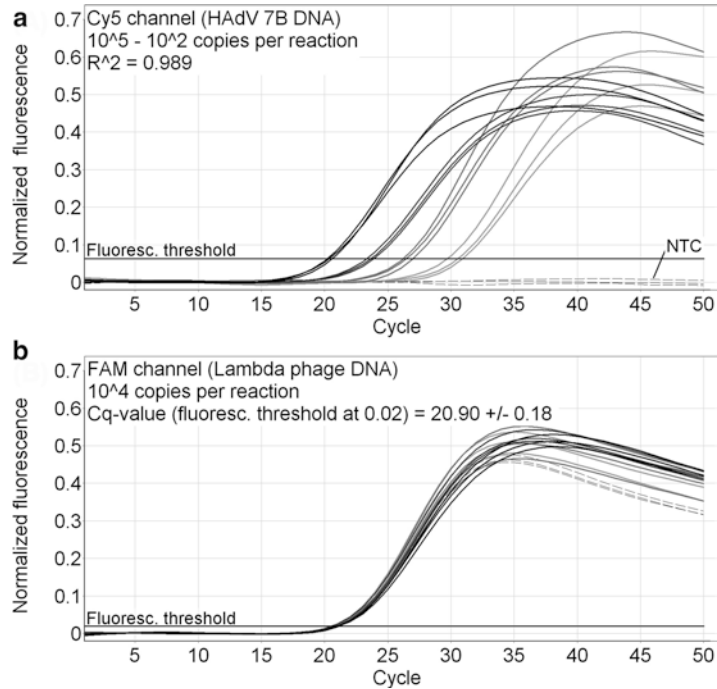 a
Cy5 channel (HAdV 7B DNA)
10^5 - 10^2 copies per reaction
R^2 = 0.989
Normalized fluorescence
0.7
0.6
0.5
0.4
0.3
0.2
0.1
0
Fluoresc. threshold
NTC
5 10 15 20 25 30 35 40 45 50
Cycle
b
FAM channel (Lambda phage DNA)
10^4 copies per reaction
Cq-value (fluoresc. threshold at 0.02) = 20.90 +/- 0.18
Normalized fluorescence
0.7
0.6
0.5
0.4
0.3
0.2
0.1
0
Fluoresc. threshold
5 10 15 20 25 30 35 40 45 50
Cycle